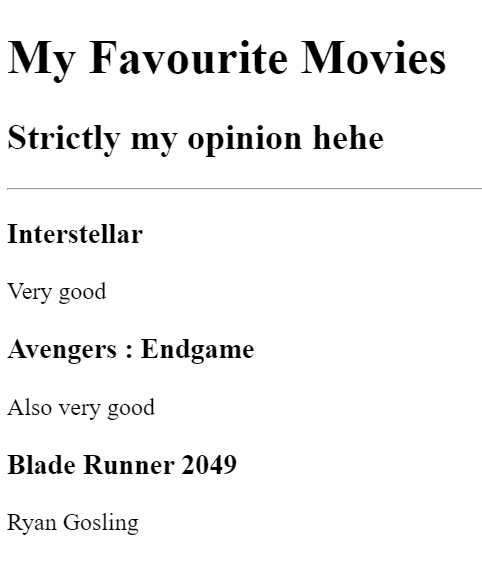 My Favourite Movies
Strictly my opinion hehe
Interstellar
Very good
Avengers : Endgame
Also very good
Blade Runner 2049
Ryan Gosling